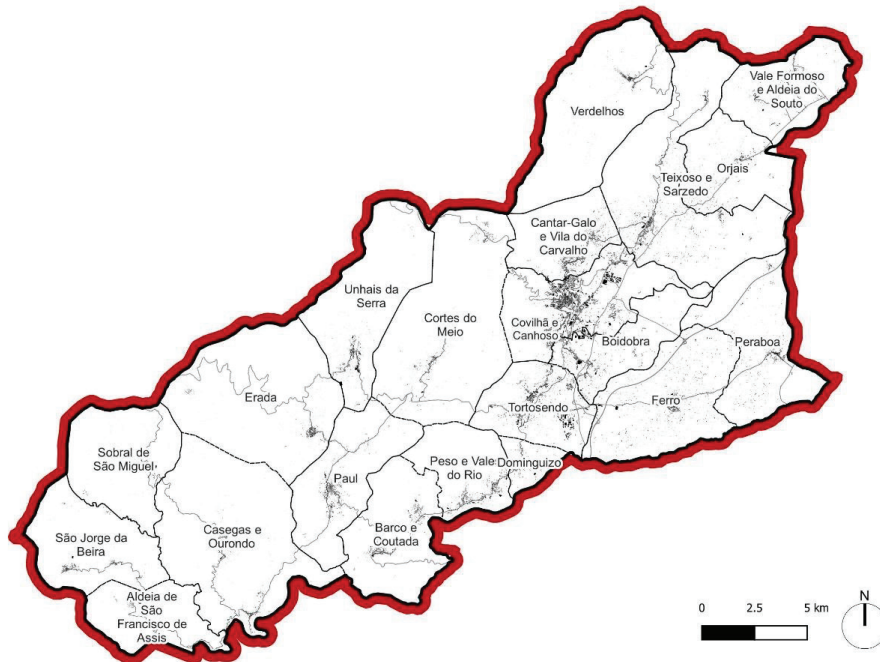 Vale Formoso
e Aldeia do
Souto
Verdelhos
Orjais
Teixoso e
Sarzedo
Cantar-Galo
e Vila do
Carvalho
Unhais da
Serra
Cortes do
Meio
Covilhã e
Canhoso
Boidobra
Peraboa
Erada
Ferro
Tortosendo
Sobral de
São Miguel
Peso e Vale
do Rio
Dominguizo
Paul
Casegas e
Ourondo
Barco e
Coutada
São Jorge da
Beira
Aldeia de
São
Francisco de
Assis
N
0 2.5 5 km